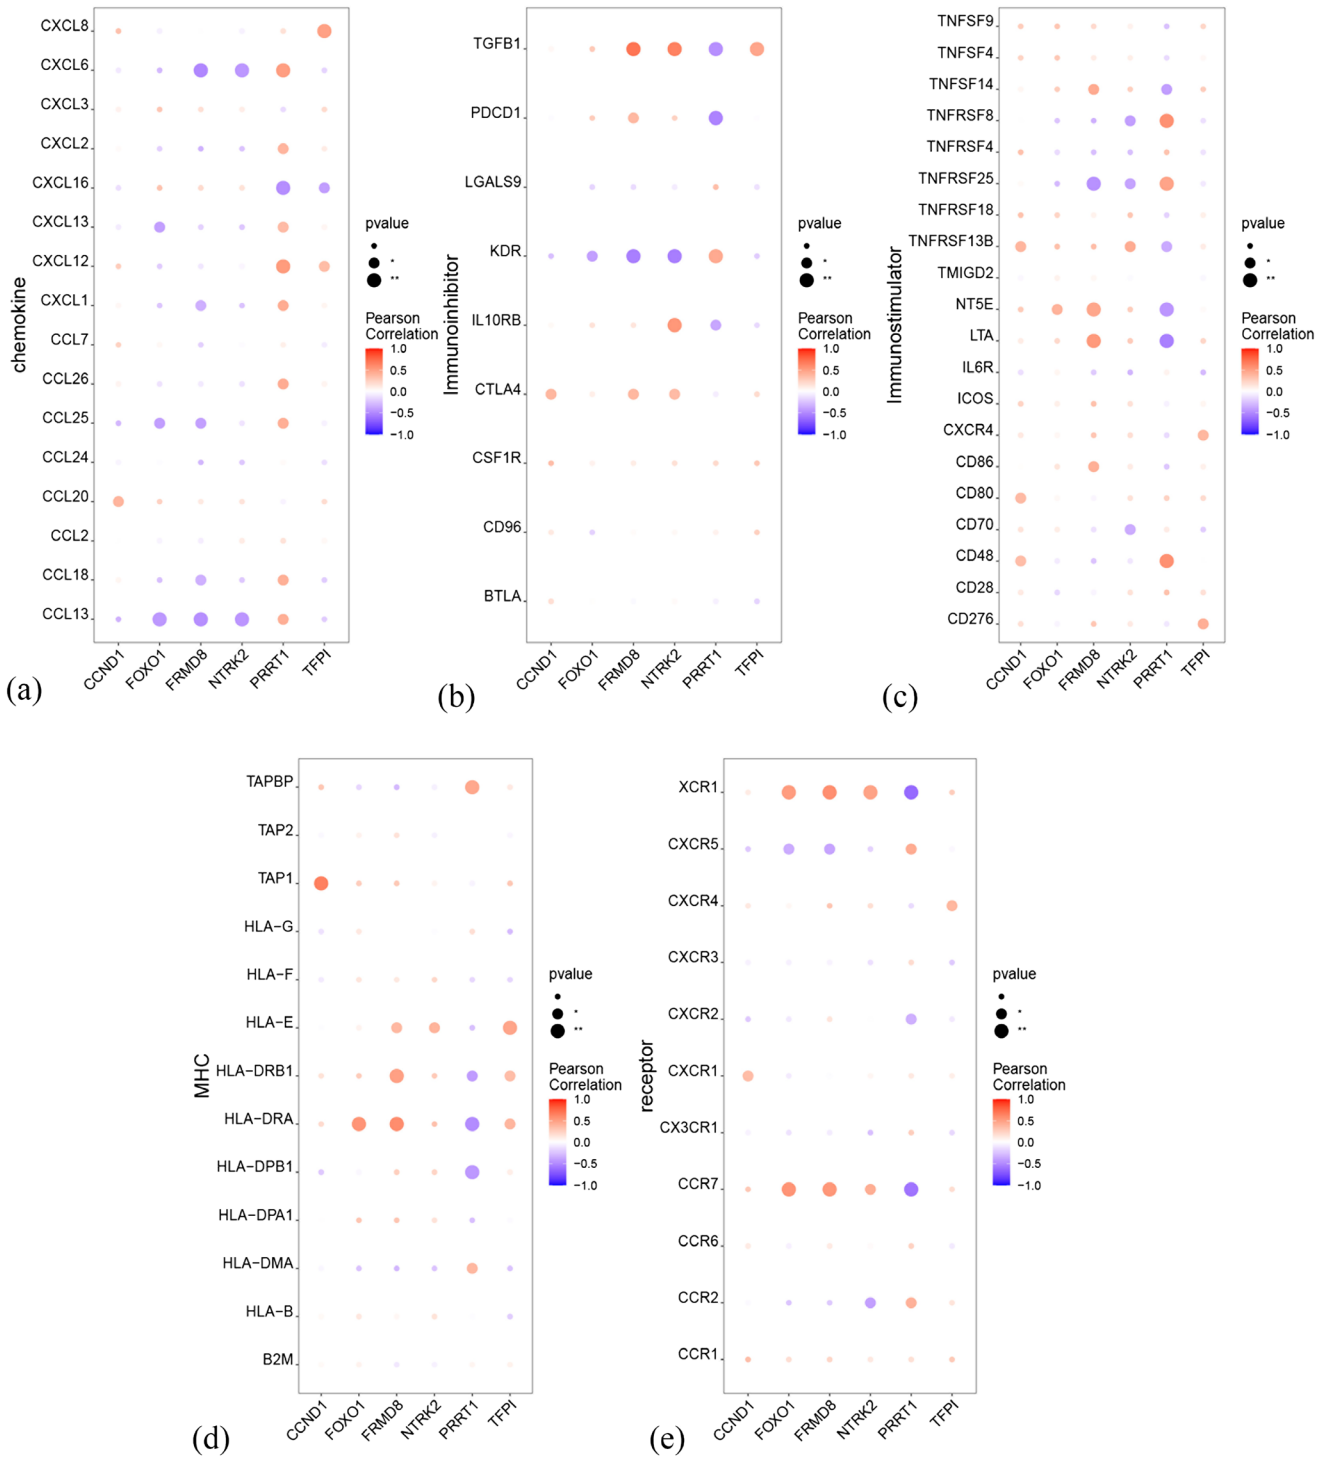 CXCL8
CXCL6
CXCL3
CXCL2
CXCL16
CXCL13
CXCL12
CXCL1
CCL7
CCL26
CCL25
CCL24
CCL20
CCL2
CCL18
CCL13
chemokine
CCND1
FOXO1
FRMD8
NTRK2
PRRT1
TFPI
pvalue
*
**
Pearson
Correlation
1.0
0.5
0.0
−0.5
−1.0
(a)
TGFB1
PDCD1
LGALS9
KDR
IL10RB
CTLA4
CSF1R
CD96
BTLA
Immunoinhibitor
CCND1
FOXO1
FRMD8
NTRK2
PRRT1
TFPI
pvalue
*
**
Pearson
Correlation
1.0
0.5
0.0
−0.5
−1.0
(b)
TNFSF9
TNFSF4
TNFSF14
TNFRSF8
TNFRSF4
TNFRSF25
TNFRSF18
TNFRSF13B
TMIGD2
NT5E
LTA
IL6R
ICOS
CXCR4
CD86
CD80
CD70
CD48
CD28
CD276
Immunostimulator
CCND1
FOXO1
FRMD8
NTRK2
PRRT1
TFPI
pvalue
*
**
Pearson
Correlation
1.0
0.5
0.0
−0.5
−1.0
(c)
TAPBP
TAP2
TAP1
HLA−G
HLA−F
HLA−E
HLA−DRB1
HLA−DRA
HLA−DPB1
HLA−DPA1
HLA−DMA
HLA−B
B2M
MHC
CCND1
FOXO1
FRMD8
NTRK2
PRRT1
TFPI
pvalue
*
**
Pearson
Correlation
1.0
0.5
0.0
−0.5
−1.0
(d)
XCR1
CXCR5
CXCR4
CXCR3
CXCR2
CXCR1
CX3CR1
CCR7
CCR6
CCR2
CCR1
receptor
CCND1
FOXO1
FRMD8
NTRK2
PRRT1
TFPI
pvalue
*
**
Pearson
Correlation
1.0
0.5
0.0
−0.5
−1.0
(e)